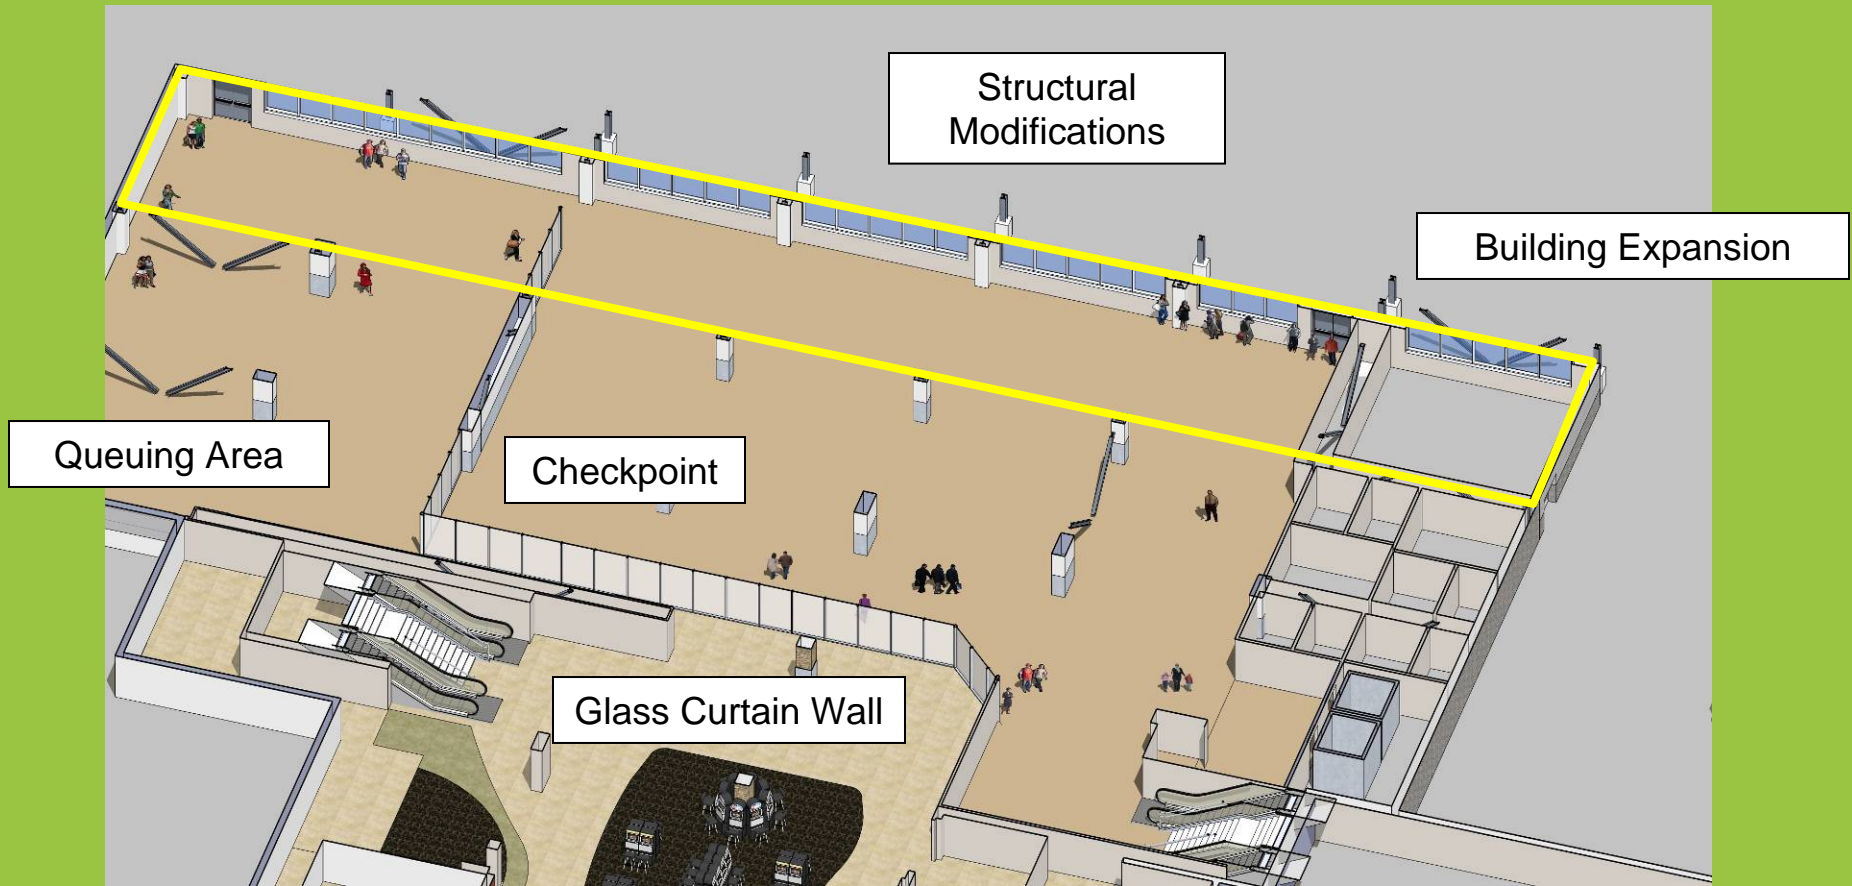 Structural
Modifications
Building Expansion
Queuing Area
Checkpoint
Glass Curtain Wall